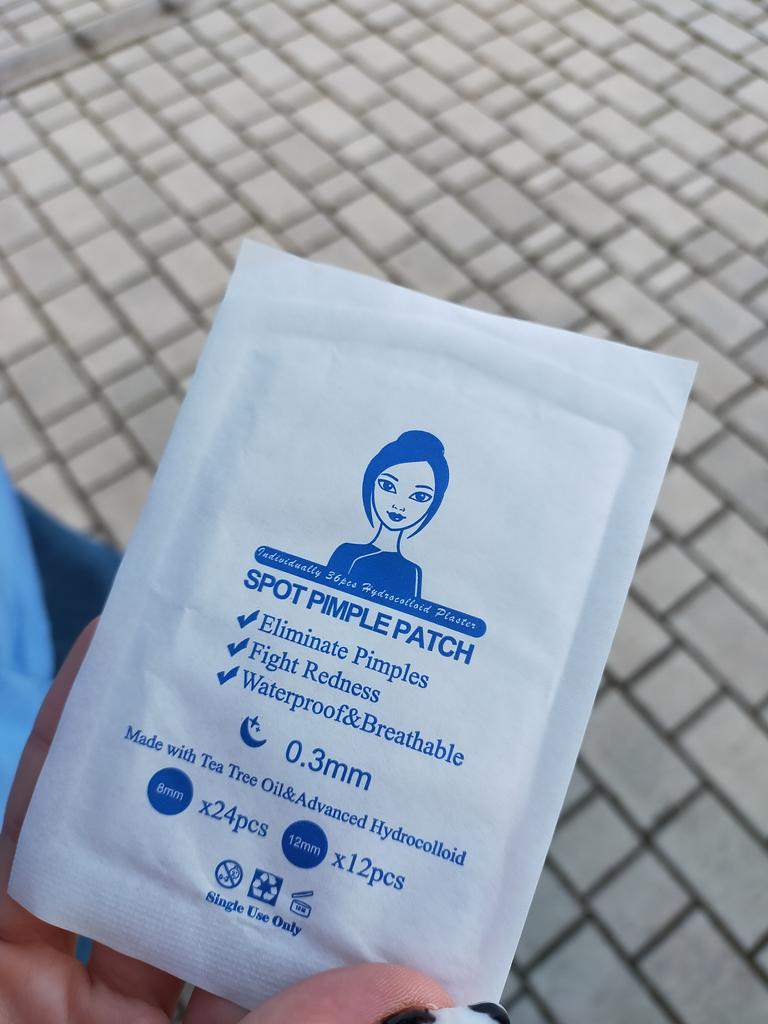 Individually 36pcs Hydrocolloid Plaster
SPOT PIMPLE PATCH
Eliminate Pimples
Fight Redness
Waterproof&Breathable
0.3mm
Made with Tea Tree Oil&Advanced Hydrocolloid
8mm x24pcs 12mm x12pcs
Single Use Only